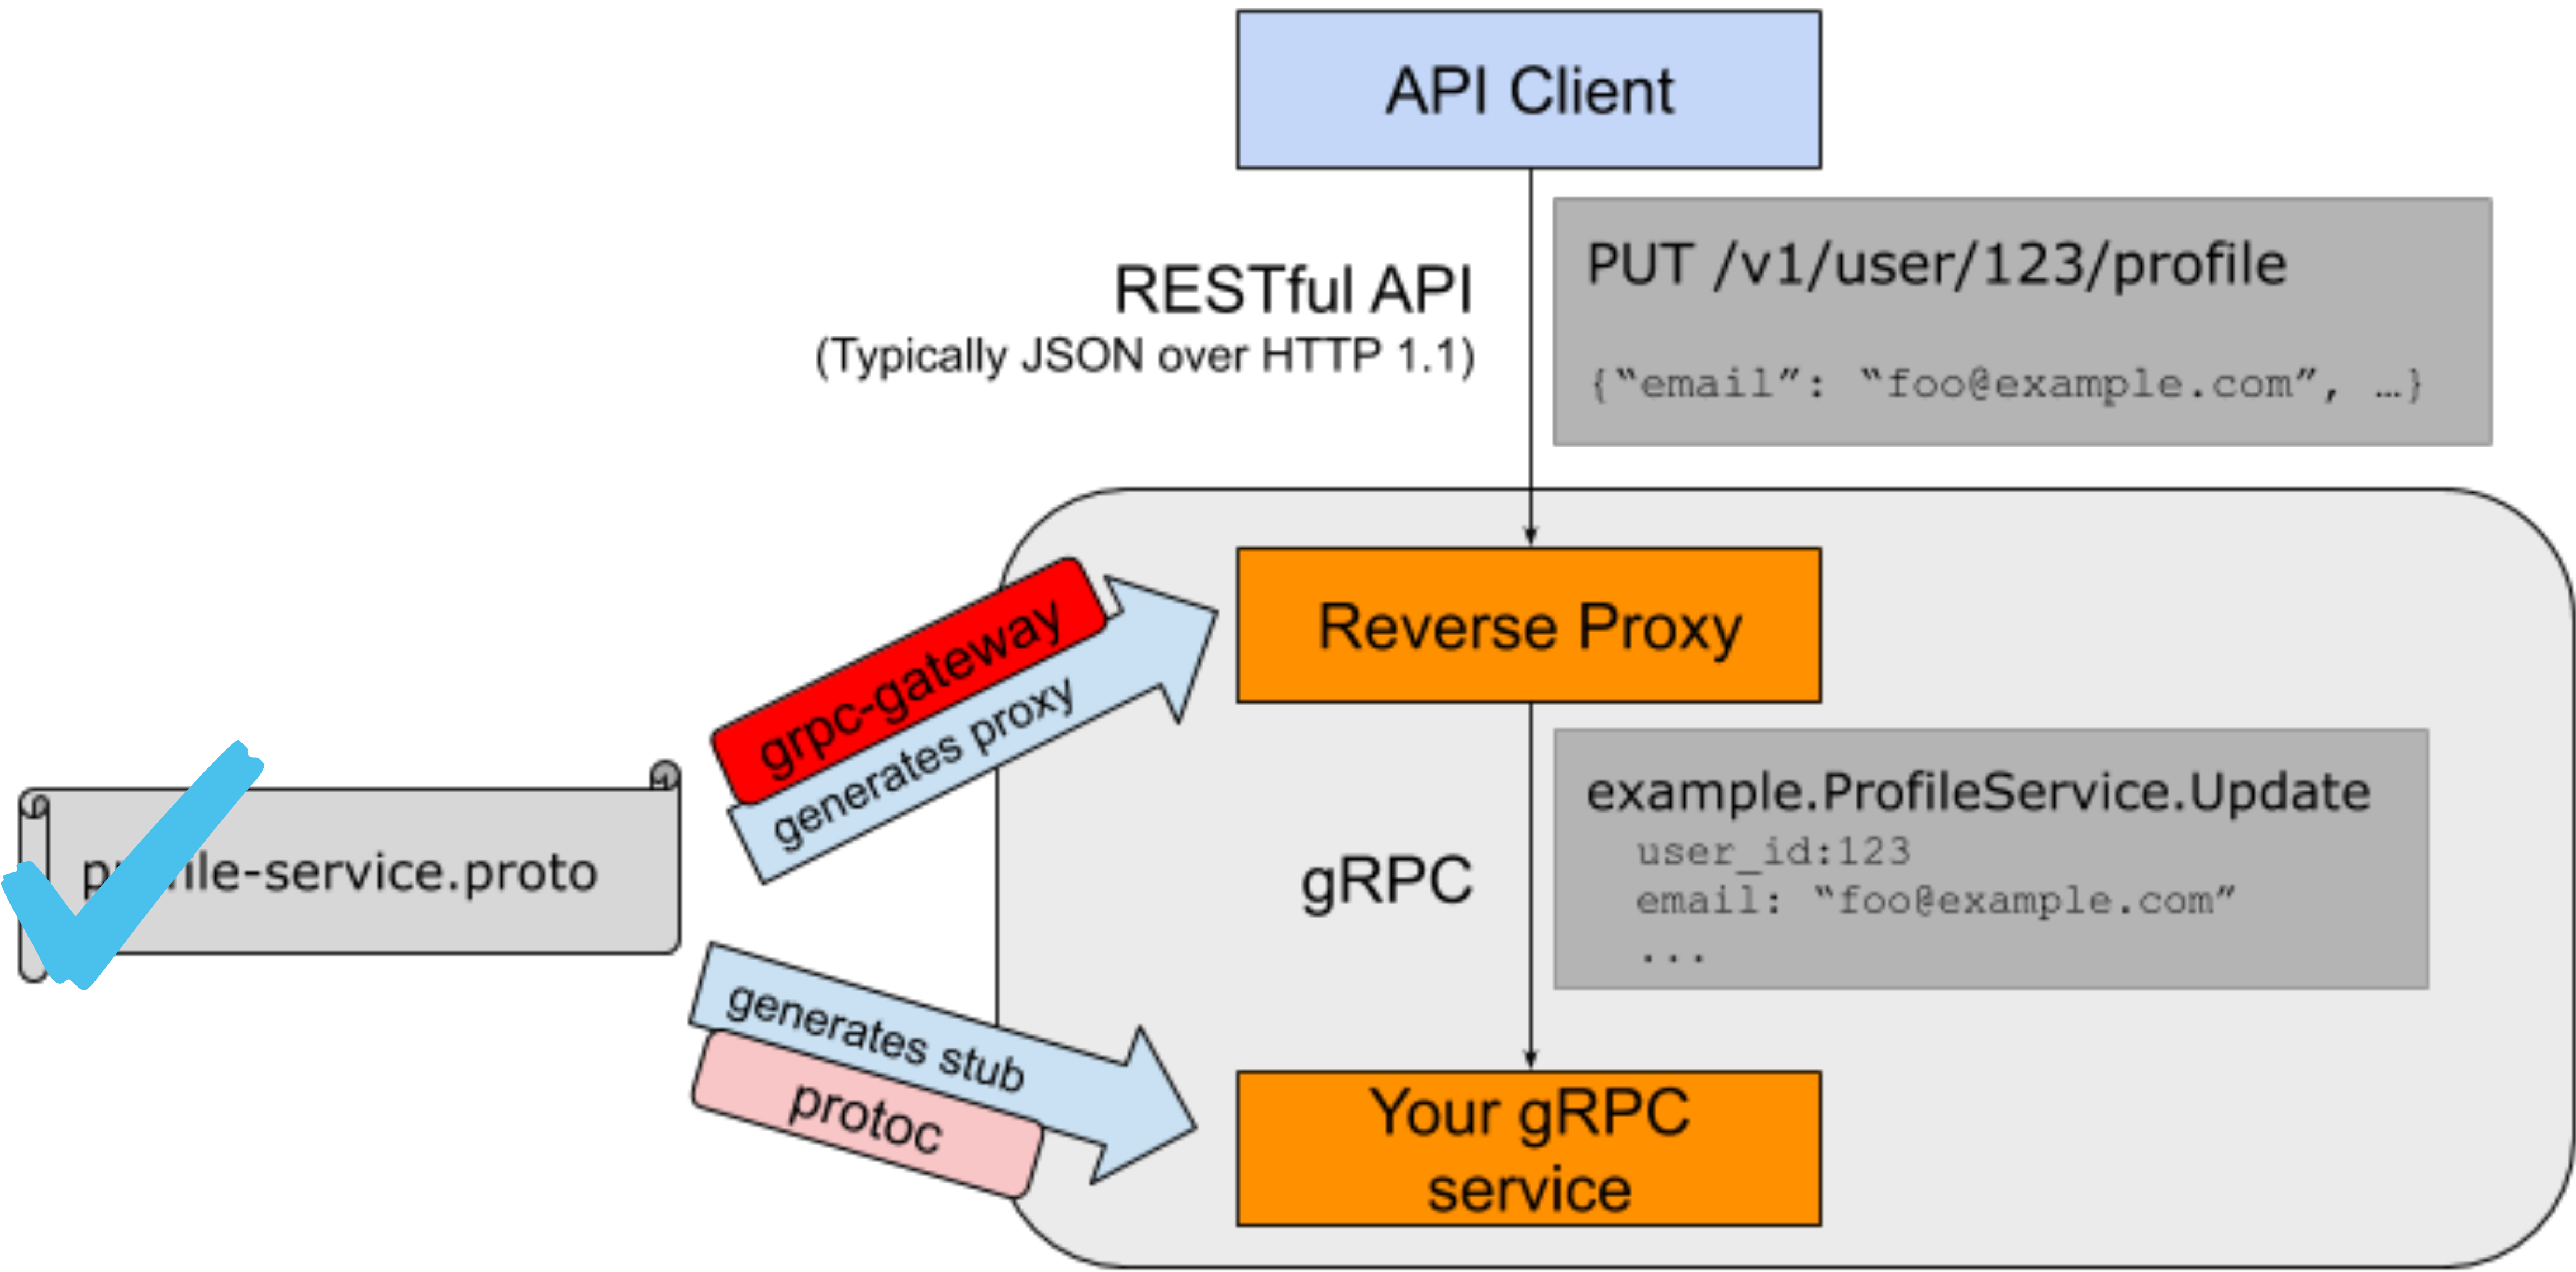 API Client
RESTful API
(Typically JSON over HTTP 1.1)
PUT /v1/user/123/profile
{“email”: “foo@example.com”, …}
Reverse Proxy
grpc-gateway
generates proxy
-service.proto
generates stub
protoc
gRPC
example.ProfileService.Update
user_id:123
email: “foo@example.com”
...
Your gRPC
service